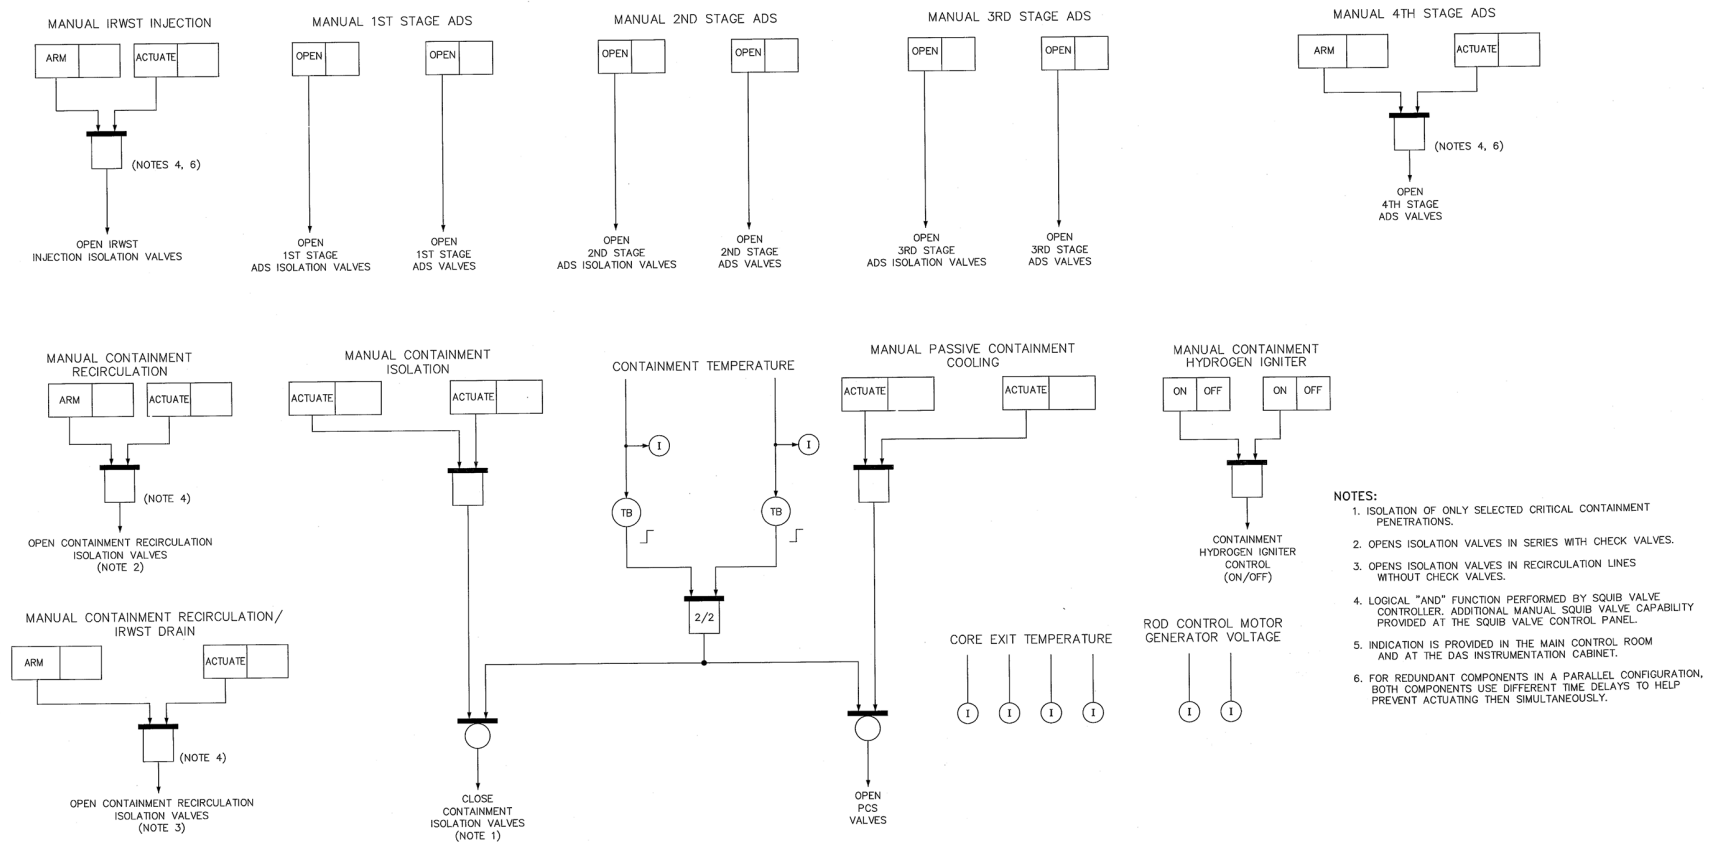 MANUAL IRWST INJECTION
ARM
ACTUATE
(NOTES 4, 6)
OPEN IRWST
INJECTION ISOLATION VALVES
MANUAL 1ST STAGE ADS
OPEN
OPEN
OPEN
1ST STAGE
ADS ISOLATION VALVES
OPEN
1ST STAGE
ADS VALVES
MANUAL 2ND STAGE ADS
OPEN
OPEN
OPEN
2ND STAGE
ADS ISOLATION VALVES
OPEN
2ND STAGE
ADS VALVES
MANUAL 3RD STAGE ADS
OPEN
OPEN
OPEN
3RD STAGE
ADS ISOLATION VALVES
OPEN
3RD STAGE
ADS VALVES
MANUAL 4TH STAGE ADS
ARM
ACTUATE
(NOTES 4, 6)
OPEN
4TH STAGE
ADS VALVES
MANUAL CONTAINMENT
RECIRCULATION
ARM
ACTUATE
(NOTE 4)
OPEN CONTAINMENT RECIRCULATION
ISOLATION VALVES
(NOTE 2)
MANUAL CONTAINMENT
ISOLATION
ACTUATE
ACTUATE
CONTAINMENT TEMPERATURE
I
I
TB
TB
2/2
MANUAL PASSIVE CONTAINMENT
COOLING
ACTUATE
ACTUATE
MANUAL CONTAINMENT
HYDROGEN IGNITER
ON OFF
ON OFF
CONTAINMENT
HYDROGEN IGNITER
CONTROL
(ON/OFF)
MANUAL CONTAINMENT RECIRCULATION/
IRWST DRAIN
ARM
ACTUATE
(NOTE 4)
OPEN CONTAINMENT RECIRCULATION
ISOLATION VALVES
(NOTE 3)
CLOSE
CONTAINMENT
ISOLATION VALVES
(NOTE 1)
OPEN
PCS
VALVES
CORE EXIT TEMPERATURE
I
I
I
I
ROD CONTROL MOTOR
GENERATOR VOLTAGE
I
I
NOTES:
1. ISOLATION OF ONLY SELECTED CRITICAL CONTAINMENT
PENETRATIONS.
2. OPENS ISOLATION VALVES IN SERIES WITH CHECK VALVES.
3. OPENS ISOLATION VALVES IN RECIRCULATION LINES
WITHOUT CHECK VALVES.
4. LOGICAL "AND" FUNCTION PERFORMED BY SQUIB VALVE
CONTROLLER. ADDITIONAL MANUAL SQUIB VALVE CAPABILITY
PROVIDED AT THE SQUIB VALVE CONTROL PANEL.
5. INDICATION IS PROVIDED IN THE MAIN CONTROL ROOM
AND AT THE DAS INSTRUMENTATION CABINET.
6. FOR REDUNDANT COMPONENTS IN A PARALLEL CONFIGURATION,
BOTH COMPONENTS USE DIFFERENT TIME DELAYS TO HELP
PREVENT ACTUATING THEN SIMULTANEOUSLY.